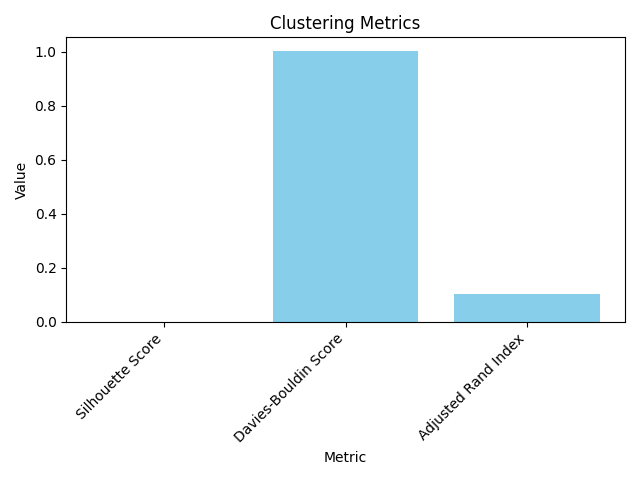 Clustering Metrics
1.0
0.8
0.6
0.4
0.2
0.0
Value
Silhouette Score
Davies-Bouldin Score
Adjusted Rand Index
Metric